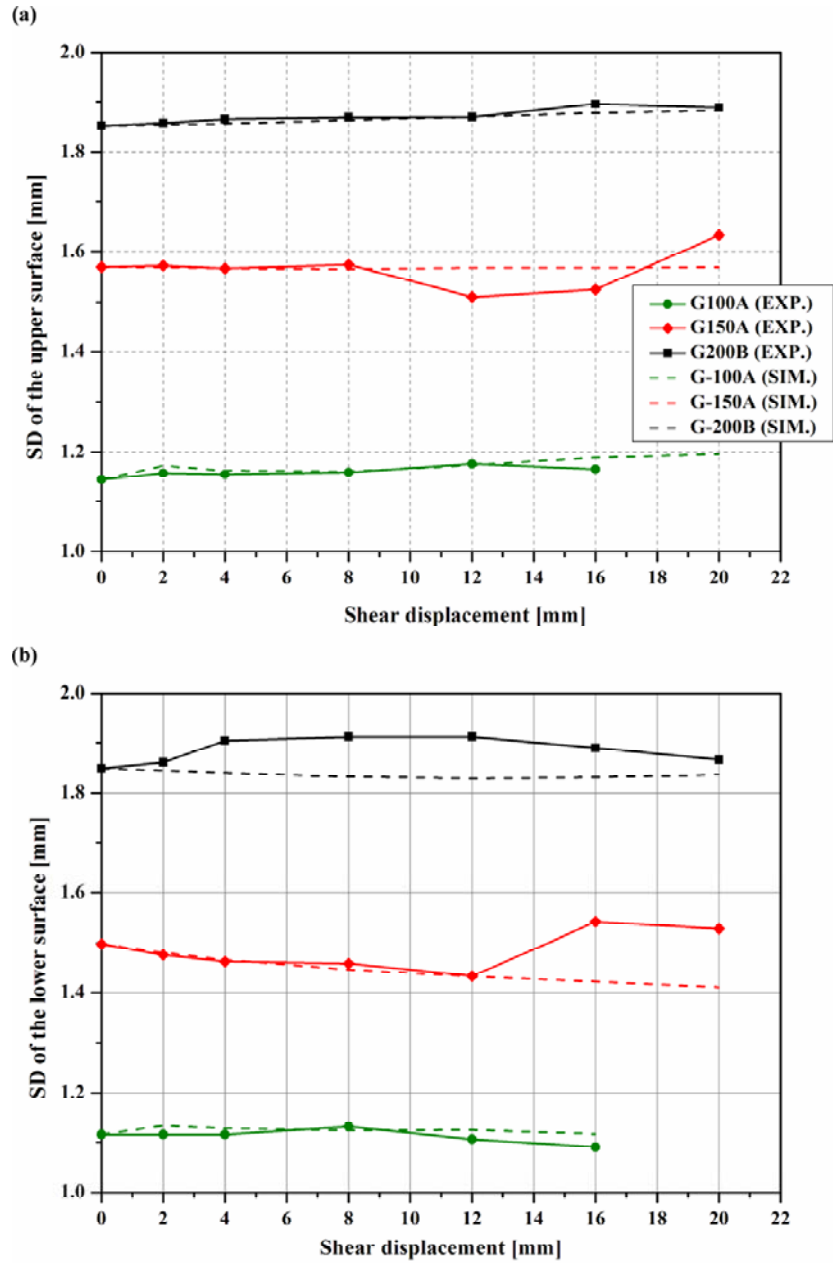 (a)
SD of the upper surface [mm]
2.0
1.8
1.6
1.4
1.2
1.0
0 2 4 6 8 10 12 14 16 18 20 22
Shear displacement [mm]
G100A (EXP.)
G150A (EXP.)
G200B (EXP.)
G-100A (SIM.)
G-150A (SIM.)
G-200B (SIM.)
(b)
SD of the lower surface [mm]
2.0
1.8
1.6
1.4
1.2
1.0
0 2 4 6 8 10 12 14 16 18 20 22
Shear displacement [mm]